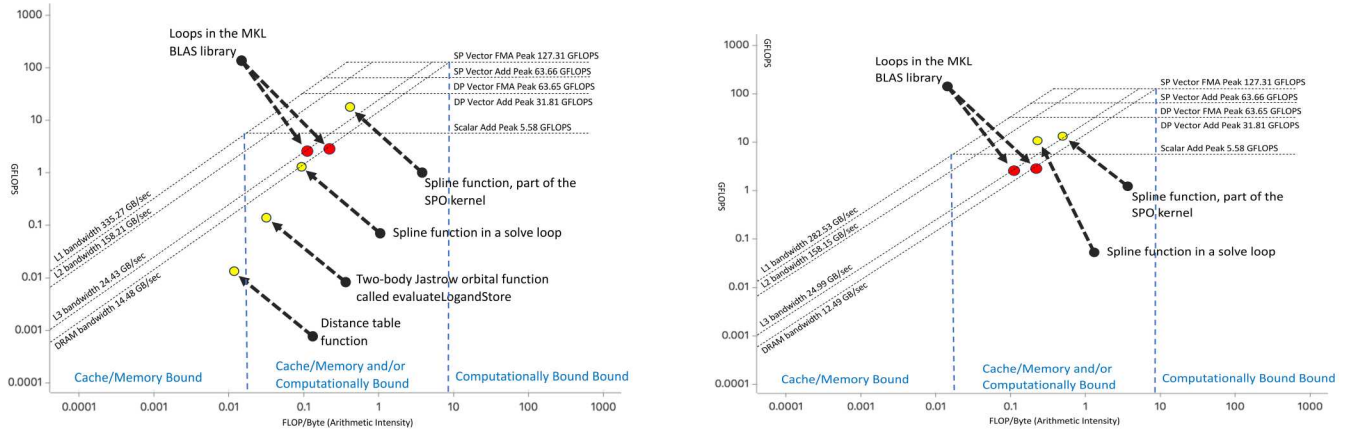 1000
100
10
1
0.1
0.01
0.001
0.0001
GFLOPS
Loops in the MKL
BLAS library
SP Vector FMA Peak 127.31 GFLOPS
SP Vector Add Peak 63.66 GFLOPS
DP Vector FMA Peak 63.65 GFLOPS
DP Vector Add Peak 31.81 GFLOPS
Scalar Add Peak 5.58 GFLOPS
Spline function, part of the
SPO kernel
Spline function in a solve loop
Two-body Jastrow orbital function
called evaluateLogandStore
Distance table
function
L1 bandwidth 335.27 GB/sec
L2 bandwidth 158.21 GB/sec
L3 bandwidth 24.43 GB/sec
DRAM bandwidth 14.48 GB/sec
Cache/Memory Bound
Cache/Memory and/or
Computationally Bound
Computationally Bound Bound
0.0001 0.001 0.01 0.1 1 10 100 1000
FLOP/Byte (Arithmetic Intensity)
1000
100
10
1
0.1
0.01
0.001
0.0001
GFLOPS
Loops in the MKL
BLAS library
SP Vector FMA Peak 127.31 GFLOPS
SP Vector Add Peak 63.66 GFLOPS
DP Vector FMA Peak 63.65 GFLOPS
DP Vector Add Peak 31.81 GFLOPS
Scalar Add Peak 5.58 GFLOPS
Spline function, part of the
SPO kernel
Spline function in a solve loop
L1 bandwidth 282.53 GB/sec
L2 bandwidth 158.15 GB/sec
L3 bandwidth 24.99 GB/sec
DRAM bandwidth 12.49 GB/sec
Cache/Memory Bound
Cache/Memory and/or
Computationally Bound
Computationally Bound Bound
0.0001 0.001 0.01 0.1 1 10 100 1000
FLOP/Byte (Arithmetic Intensity)